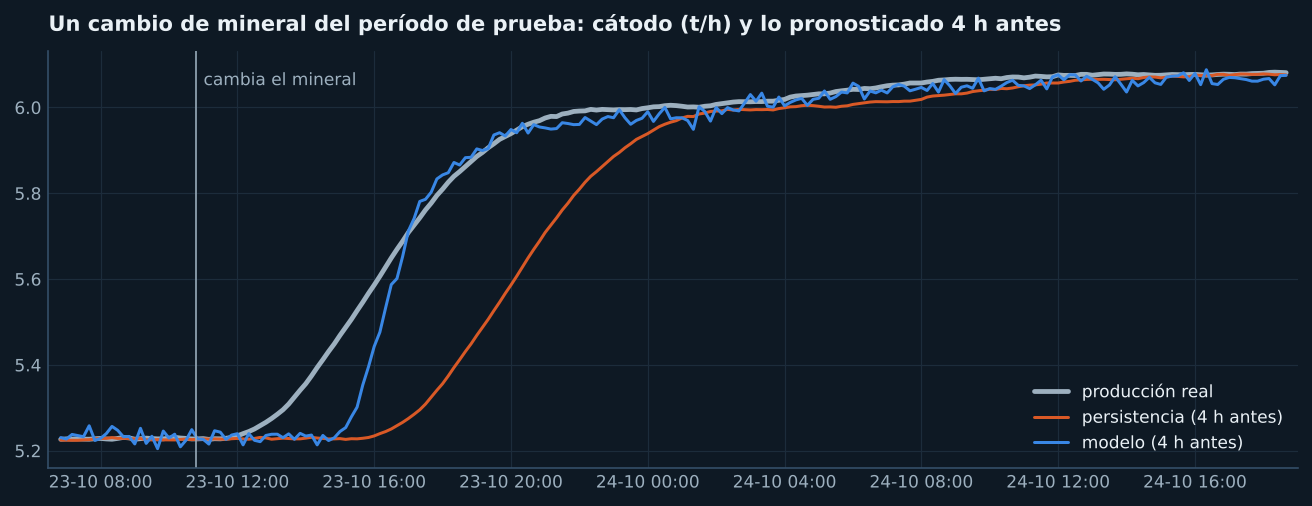 Un cambio de mineral del período de prueba: cátodo (t/h) y lo pronosticado 4 h antes
cambia el mineral
6.0
5.8
5.6
5.4
5.2
producción real
persistencia (4 h antes)
modelo (4 h antes)
23-10 08:00 23-10 12:00 23-10 16:00 23-10 20:00 24-10 00:00 24-10 04:00 24-10 08:00 24-10 12:00 24-10 16:00